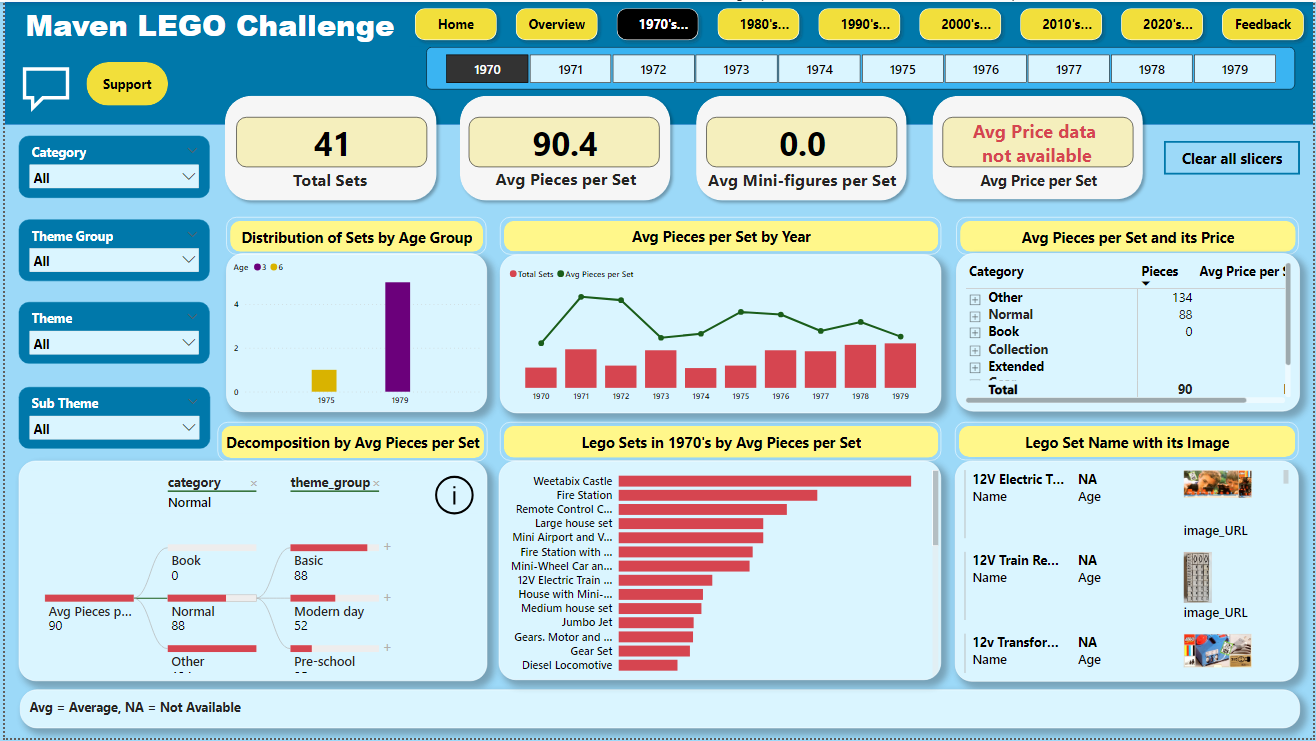 Maven LEGO Challenge
Home
Overview
1970's...
1980's...
1990's...
2000's...
2010's...
2020's...
Feedback
1970
1971
1972
1973
1974
1975
1976
1977
1978
1979
Support
41
Total Sets
90.4
Avg Pieces per Set
0.0
Avg Mini-figures per Set
Avg Price data
not available
Avg Price per Set
Clear all slicers
Category
All
Theme Group
All
Theme
All
Sub Theme
All
Distribution of Sets by Age Group
Age 3 6
4
2
0
1975
1979
Avg Pieces per Set by Year
Total Sets Avg Pieces per Set
1970 1971 1972 1973 1974 1975 1976 1977 1978 1979
Avg Pieces per Set and its Price
Category Pieces Avg Price per
Other 134
Normal 88
Book 0
Collection
Extended
Total 90
Decomposition by Avg Pieces per Set
category ×
Normal
theme_group ×
i
Book
0
Basic
88
Avg Pieces p...
90
Normal
88
Modern day
52
Other
Pre-school
Lego Sets in 1970's by Avg Pieces per Set
Weetabix Castle
Fire Station
Remote Control C...
Large house set
Mini Airport and V...
Fire Station with ...
Mini-Wheel Car an...
12V Electric Train ...
House with Mini-...
Medium house set
Jumbo Jet
Gears. Motor and ...
Gear Set
Diesel Locomotive
Lego Set Name with its Image
12V Electric T... NA
Name Age
image_URL
12V Train Re... NA
Name Age
image_URL
12v Transfor... NA
Name Age
Avg = Average, NA = Not Available